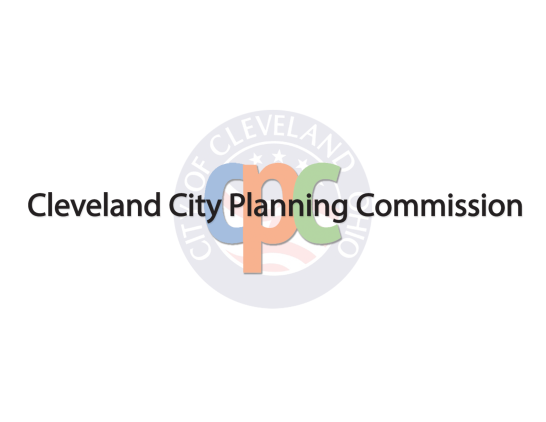 CITY OF CLEVELAND OHIO
cpc
Cleveland City Planning Commission